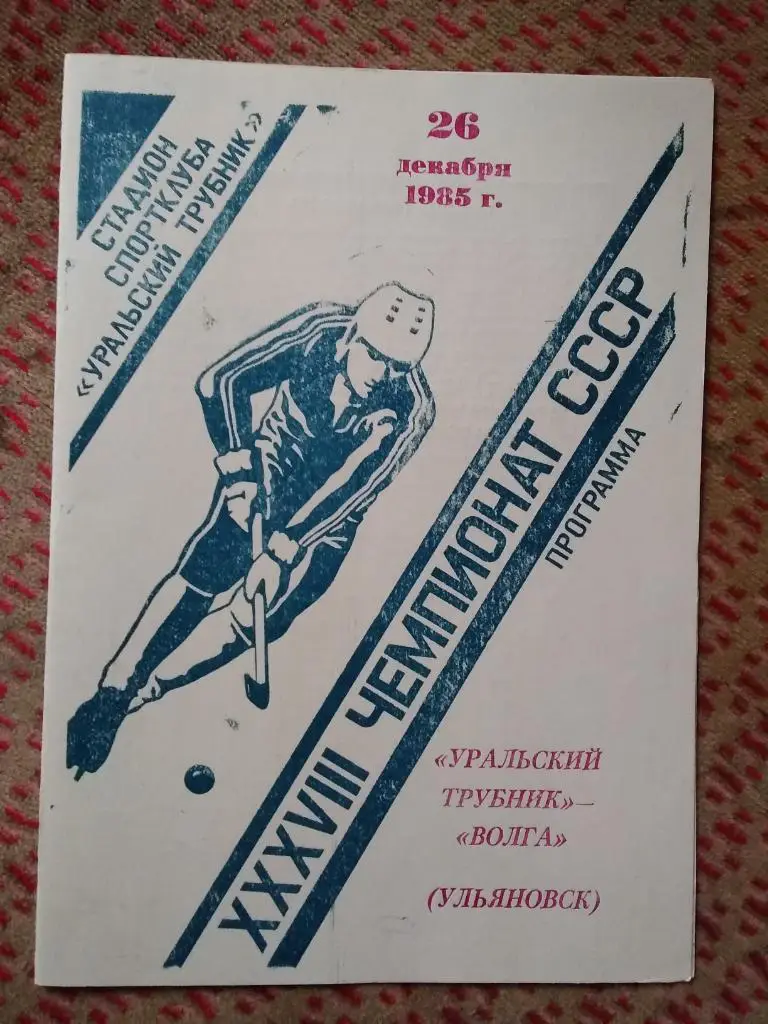 СТАДИОН
СПОРТКЛУБА
«УРАЛЬСКИЙ ТРУБНИК»
26
декабря
1985 г.
XXXVIII ЧЕМПИОНАТ СССР
ПРОГРАММА
«УРАЛЬСКИЙ
ТРУБНИК»—
«ВОЛГА»
(УЛЬЯНОВСК)